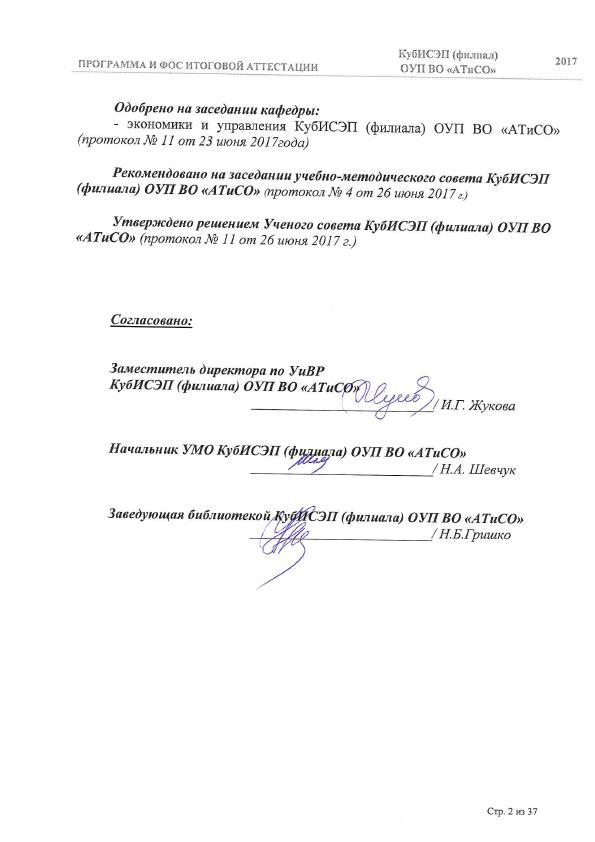 КубИСЭП (филиал)
ПРОГРАММА И ФОС ИТОГОВОЙ АТТЕСТАЦИИ ОУП ВО «АТиСО» 2017
Одобрено на заседании кафедры:
- экономики и управления КубИСЭП (филиала) ОУП ВО «АТиСО»
(протокол № 11 от 23 июня 2017года)
Рекомендовано на заседании учебно-методического совета КубИСЭП
(филиала) ОУП ВО «АТиСО» (протокол № 4 от 26 июня 2017 г.)
Утверждено решением Ученого совета КубИСЭП (филиала) ОУП ВО
«АТиСО» (протокол № 11 от 26 июня 2017 г.)
Согласовано:
Заместитель директора по УиВР
КубИСЭП (филиала) ОУП ВО «АТиСО»
/ И.Г. Жукова
Начальник УМО КубИСЭП (филиала) ОУП ВО «АТиСО»
/ Н.А. Шевчук
Заведующая библиотекой КубИСЭП (филиала) ОУП ВО «АТиСО»
/ Н.Б.Гришко
Стр. 2 из 37